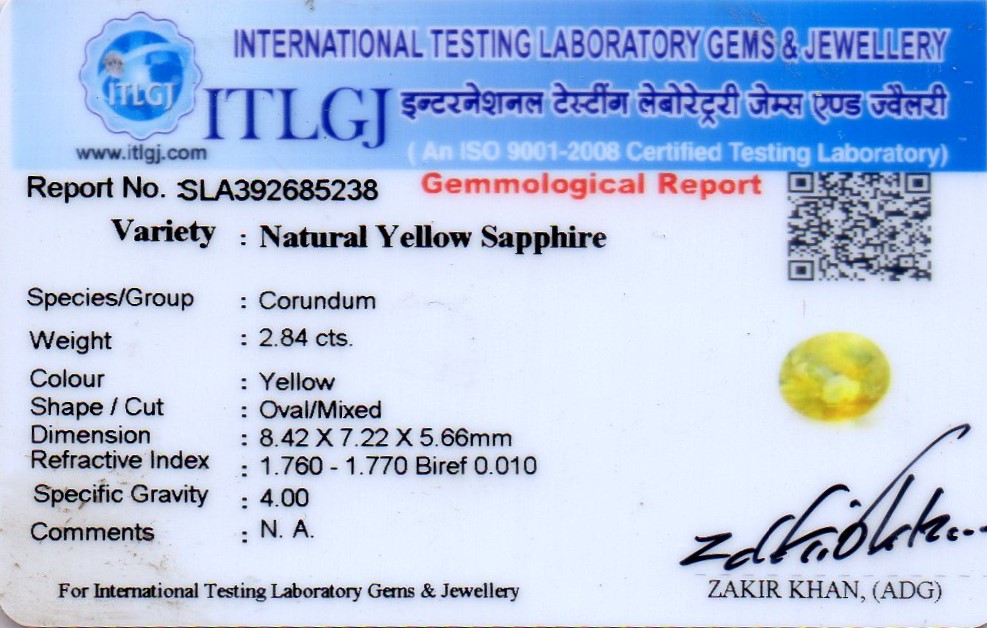 INTERNATIONAL TESTING LABORATORY GEMS & JEWELLERY
ITLGJ
ITLGJ
इन्टरनेशनल टेस्टींग लेबोरेट्ररी जेम्स एण्ड ज्वैलरी
www.itlgj.com
( An ISO 9001-2008 Certified Testing Laboratory)
Report No. :SLA392685238
Gemmological Report
Variety : Natural Yellow Sapphire
Species/Group : Corundum
Weight : 2.84 cts.
Colour : Yellow
Shape / Cut : Oval/Mixed
Dimension : 8.42 X 7.22 X 5.66mm
Refractive Index : 1.760 - 1.770 Biref 0.010
Specific Gravity : 4.00
Comments : N. A.
For International Testing Laboratory Gems & Jewellery
ZAKIR KHAN, (ADG)